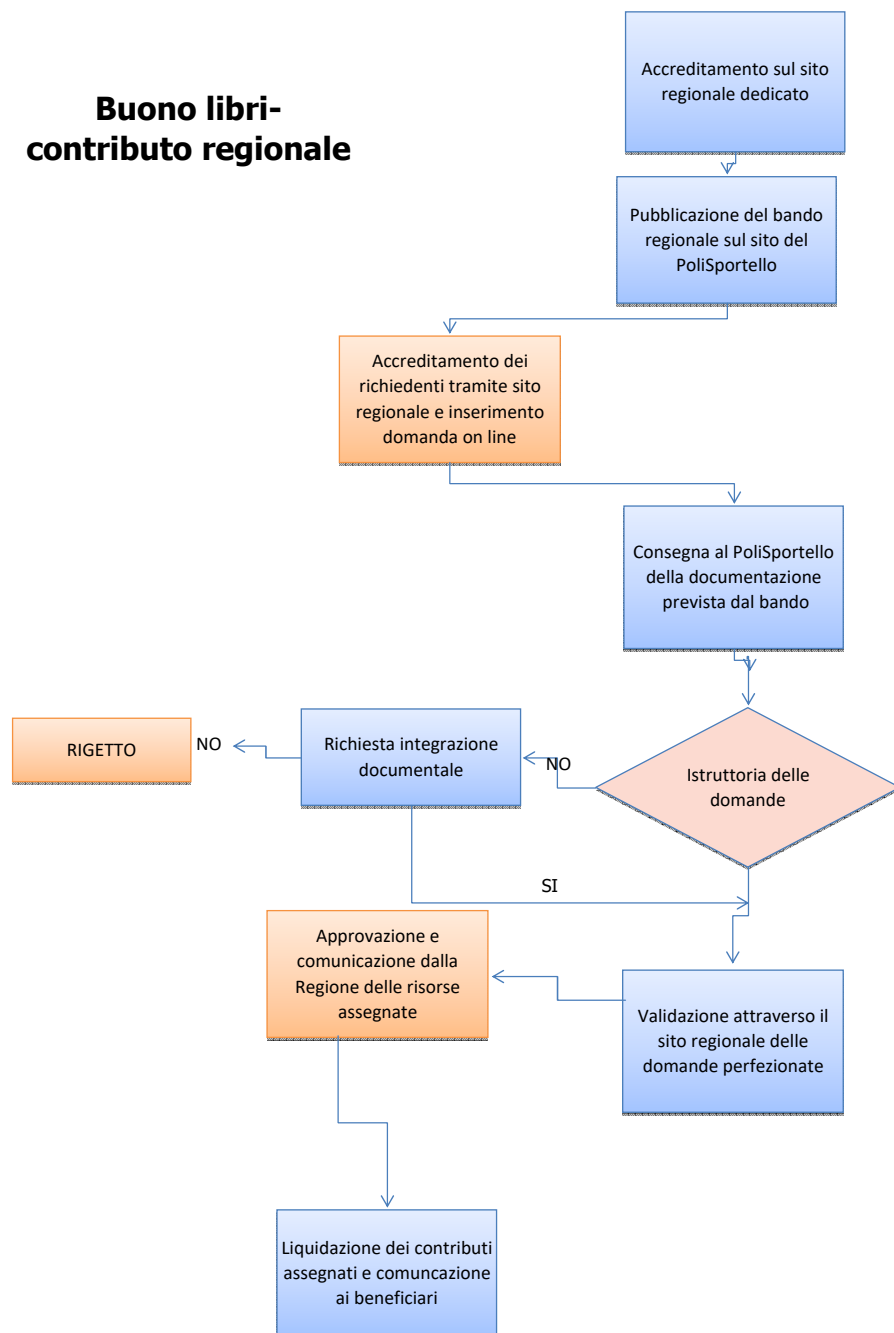 Buono libri-
contributo regionale
Accreditamento sul sito
regionale dedicato
Pubblicazione del bando
regionale sul sito del
PoliSportello
Accreditamento dei
richiedenti tramite sito
regionale e inserimento
domanda on line
Consegna al PoliSportello
della documentazione
prevista dal bando
Istruttoria delle
domande
NO
Richiesta integrazione
documentale
NO
RIGETTO
SI
Approvazione e
comunicazione dalla
Regione delle risorse
assegnate
Validazione attraverso il
sito regionale delle
domande perfezionate
Liquidazione dei contributi
assegnati e comuncazione
ai beneficiari